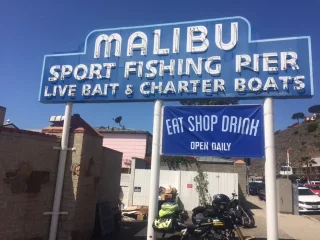 MALIBU
SPORT FISHING PIER
LIVE BAIT & CHARTER BOATS
EAT SHOP DRINK
OPEN DAILY